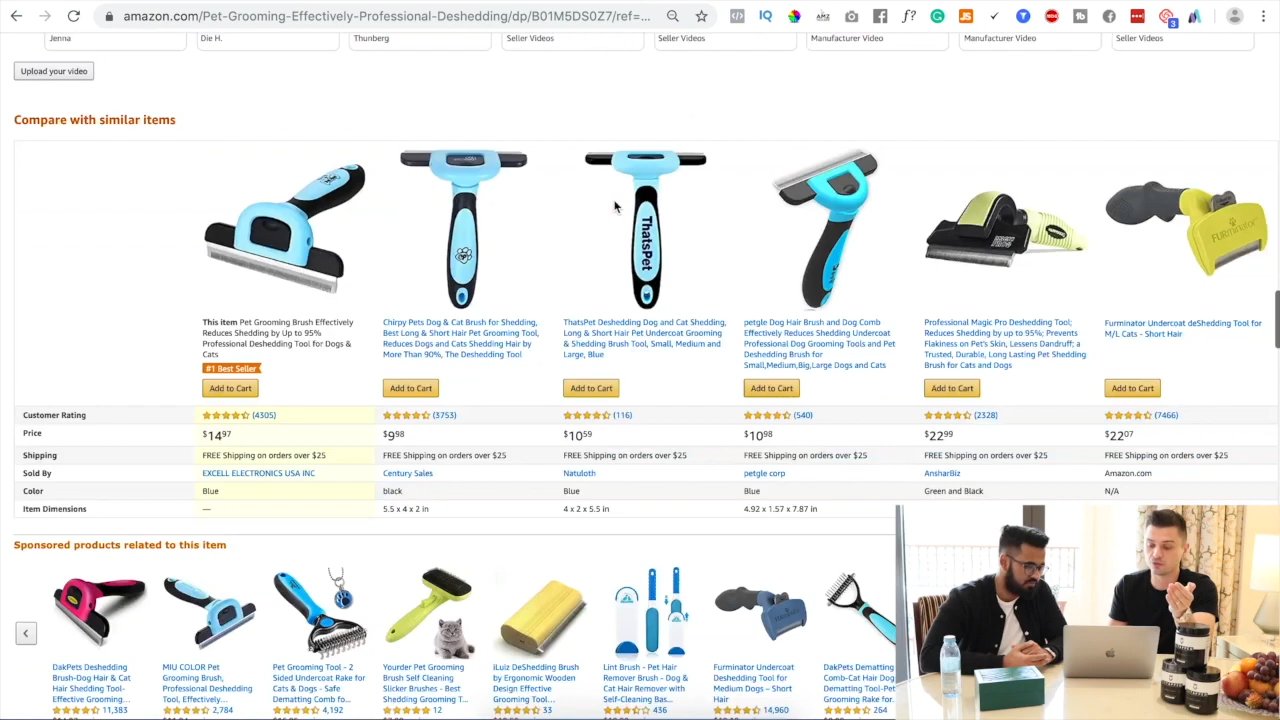 amazon.com/Pet-Grooming-Effectively-Professional-Deshedding/dp/B01M5DS0Z7/ref=...
Jenna
Die H.
Thunberg
Seller Videos
Seller Videos
Manufacturer Video
Manufacturer Video
Seller Videos
Upload your video
Compare with similar items
ThatsPet
FURminator
This item Pet Grooming Brush Effectively
Reduces Shedding by Up to 95%
Professional Deshedding Tool for Dogs &
Cats
#1 Best Seller
Chirpy Pets Dog & Cat Brush for Shedding,
Best Long & Short Hair Pet Grooming Tool,
Reduces Dogs and Cats Shedding Hair by
More Than 90%, The Deshedding Tool
ThatsPet Deshedding Dog and Cat Shedding,
Long & Short Hair Pet Undercoat Grooming
& Shedding Brush Tool, Small, Medium and
Large, Blue
petgle Dog Hair Brush and Dog Comb
Effectively Reduces Shedding Undercoat
Professional Dog Grooming Tools and Pet
Deshedding Brush for
Small,Medium,Big,Large Dogs and Cats
Professional Magic Pro Deshedding Tool;
Reduces Shedding by up to 95%; Prevents
Flakiness on Pet's Skin, Lessens Dandruff; a
Trusted, Durable, Long Lasting Pet Shedding
Brush for Cats and Dogs
Furminator Undercoat deShedding Tool for
M/L Cats – Short Hair
Add to Cart Add to Cart Add to Cart Add to Cart Add to Cart Add to Cart
Customer Rating (4305) (3753) (116) (540) (2328) (7466)
Price $1497 $998 $1059 $1098 $2299 $2207
Shipping FREE Shipping on orders over $25 FREE Shipping on orders over $25 FREE Shipping on orders over $25 FREE Shipping on orders over $25 FREE Shipping on orders over $25 FREE Shipping on orders over $25
Sold By EXCELL ELECTRONICS USA INC Century Sales Natuloth petgle corp AnsharBiz Amazon.com
Color Blue black Blue Blue Green and Black N/A
Item Dimensions — 5.5 x 4 x 2 in 4 x 2 x 5.5 in 4.92 x 1.57 x 7.87 in
Sponsored products related to this item
DakPets Deshedding
Brush-Dog Hair & Cat
Hair Shedding Tool-
Effective Grooming...
11,383
MIU COLOR Pet
Grooming Brush,
Professional Deshedding
Tool, Effectively...
2,784
Pet Grooming Tool - 2
Sided Undercoat Rake for
Cats & Dogs - Safe
Dematting Comb fo...
4,192
Yourder Pet Grooming
Brush Self Cleaning
Slicker Brushes - Best
Shedding Grooming T...
12
iLuiz DeShedding Brush
by Ergonomic Wooden
Design Effective
Grooming Tool...
33
Lint Brush - Pet Hair
Remover Brush - Dog &
Cat Hair Remover with
Self-Cleaning Bas...
436
Furminator Undercoat
Deshedding Tool for
Medium Dogs – Short
Hair
14,960
DakPets Dematting
Comb-Cat Hair Dog
Dematting Tool-Pet
Grooming Rake for...
264